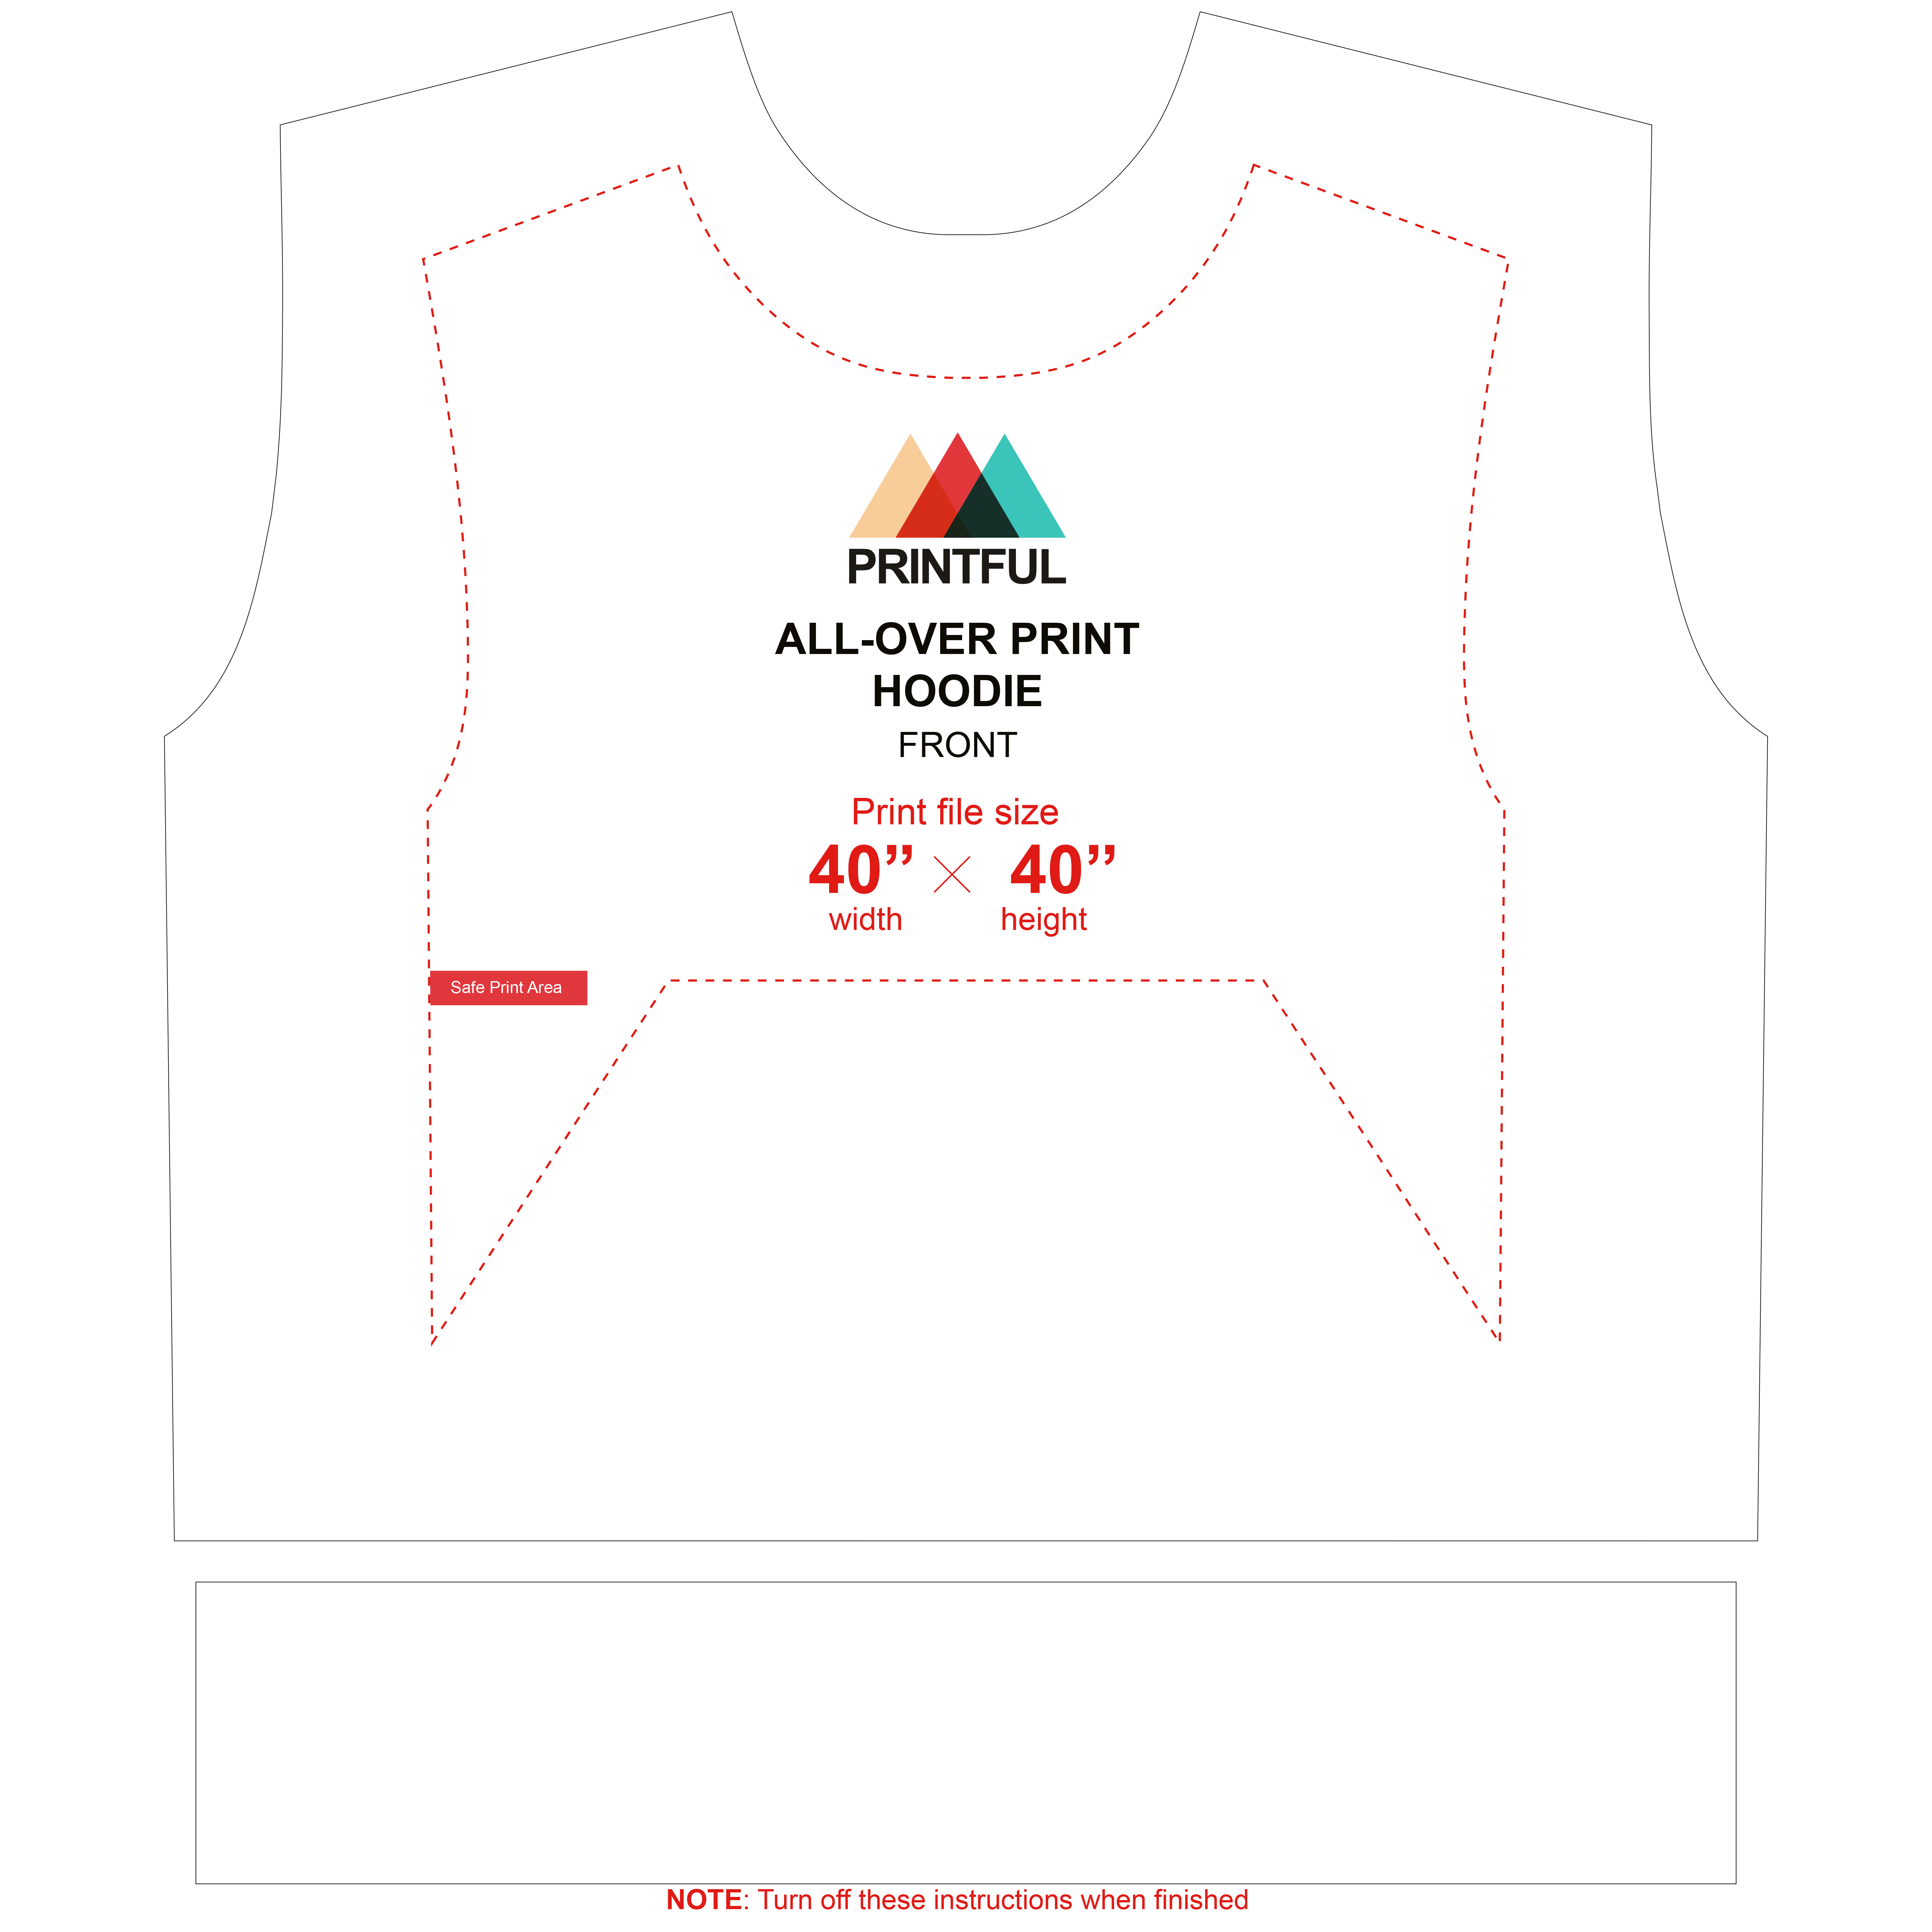 PRINTFUL
ALL-OVER PRINT
HOODIE
FRONT
Print file size
40” × 40”
width height
Safe Print Area
NOTE: Turn off these instructions when finished